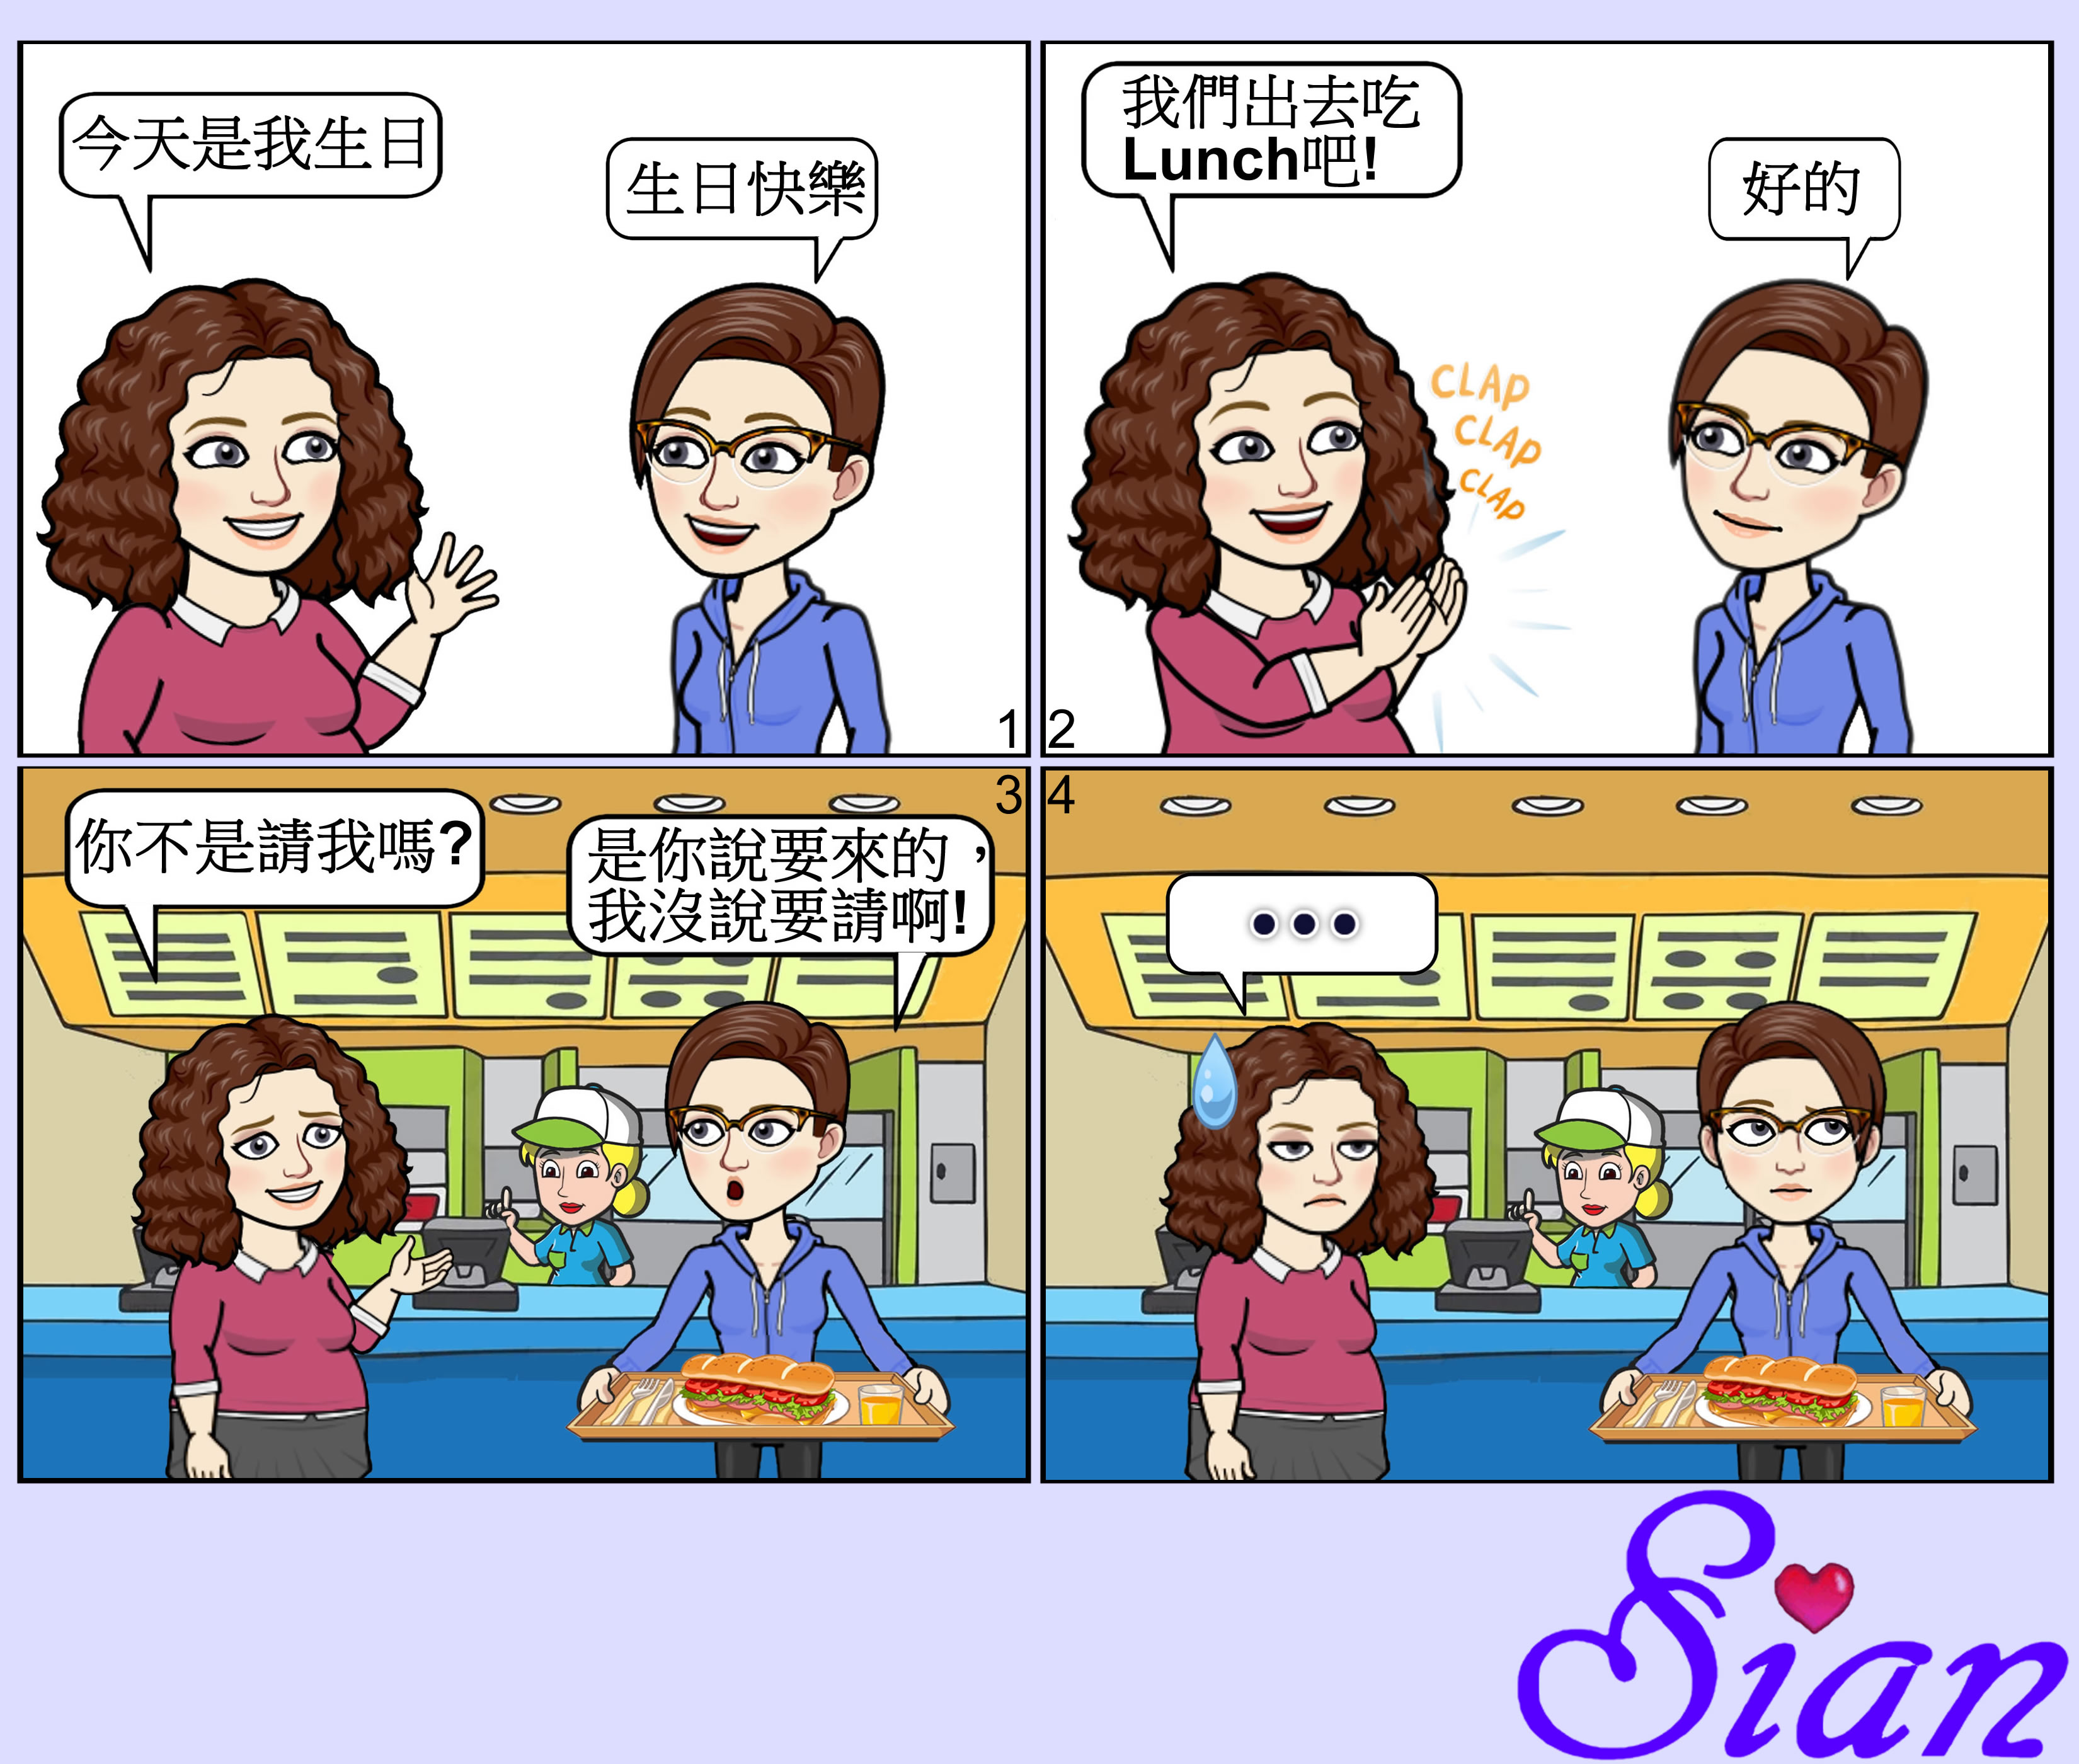 今天是我生日
生日快樂
1
我們出去吃
Lunch吧!
好的
CLAP
CLAP
CLAP
2
你不是請我嗎?
是你說要來的，
我沒說要請啊!
3
●●●
4
Sian